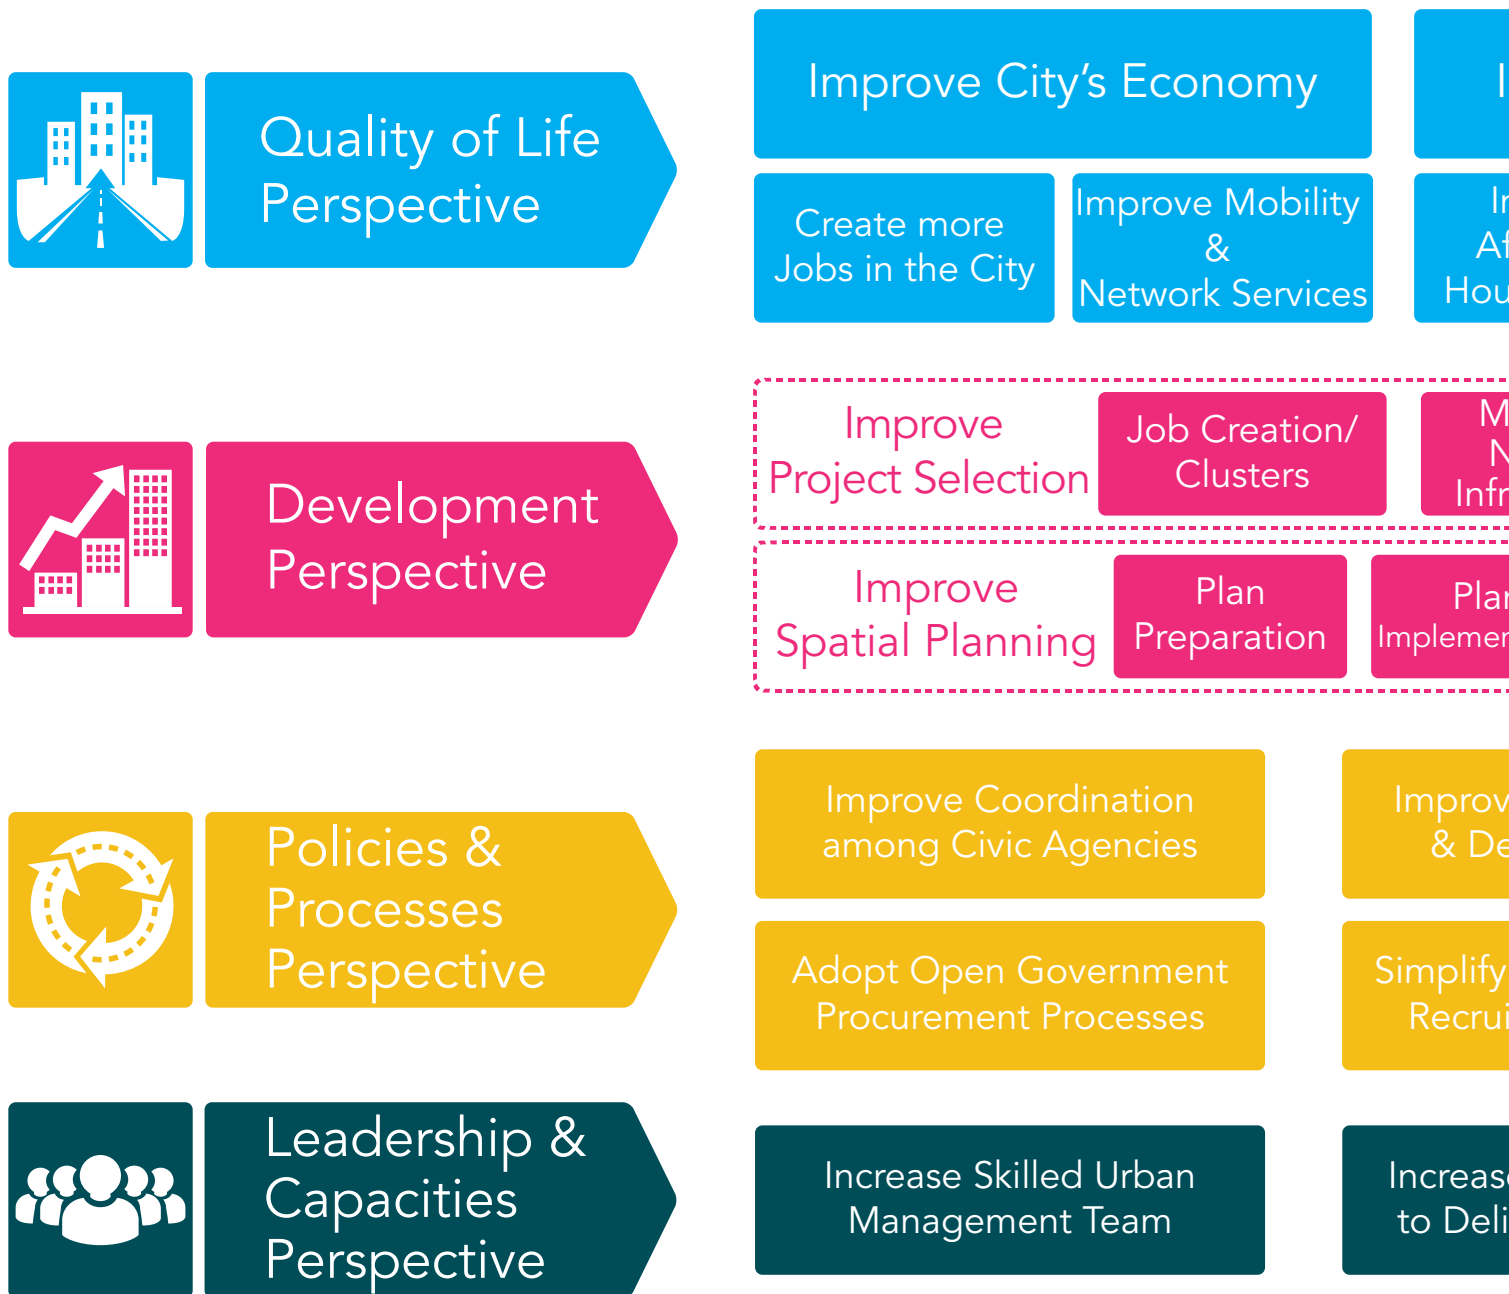 Quality of Life
Perspective
Improve City's Economy
Create more
Jobs in the City
Improve Mobility
&
Network Services
Development
Perspective
Improve
Project Selection
Job Creation/
Clusters
Improve
Spatial Planning
Plan
Preparation
Policies &
Processes
Perspective
Improve Coordination
among Civic Agencies
&
Adopt Open Government
Procurement Processes
Simplify
Leadership &
Capacities
Perspective
Increase Skilled Urban
Management Team
to